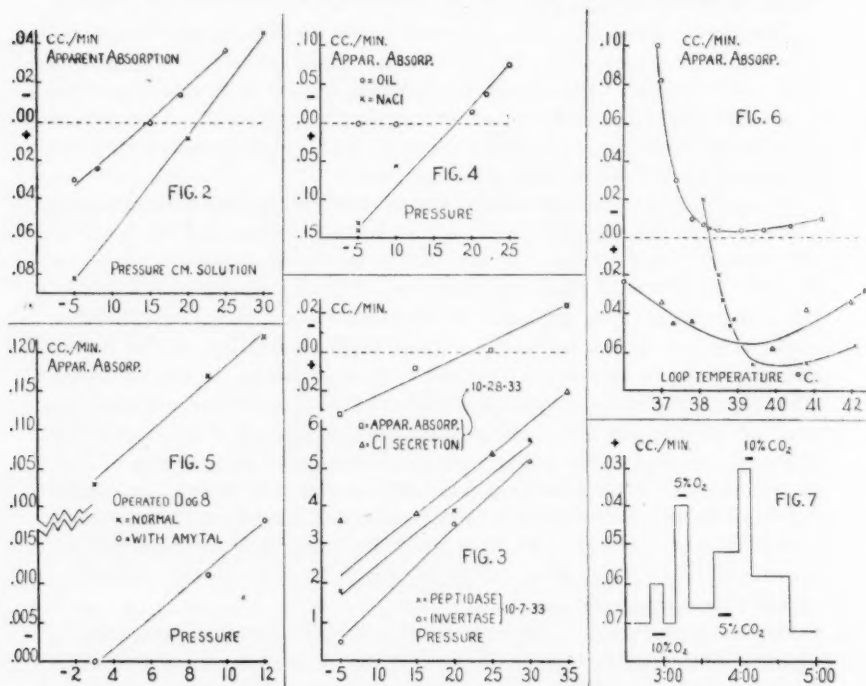 .04 CC./MIN
APPARENT ABSORPTION
.02
–
.00
+
.02
FIG. 2
.04
.06
PRESSURE CM. SOLUTION
.08
-5 5 10 15 20 25 30
.10 CC./MIN.
APPAR. ABSORP.
o = OIL
x = NaCl
.05
–
.00
+
.05
FIG. 4
.10
PRESSURE
.15
-5 10 15 20 25
CC./MIN.
APPAR. ABSORP.
.10
FIG. 6
.08
.06
.04
.02
–
.00
+
.02
.04
.06
LOOP TEMPERATURE °C.
37 38 39 40 41 42
.120 CC./MIN.
APPAR. ABSORP.
.115
.110
.105
FIG. 5
.100
OPERATED DOG 8
x = NORMAL
o = WITH AMYTAL
.015
.010
.005
–
PRESSURE
.000
-2 4 6 8 10 12
CC./MIN.
.02
–
.00
+
.02
10-28-33
□ = APPAR. ABSORP.
Δ = Cl SECRETION
6
5
4
3
FIG. 3
2
x = PEPTIDASE
o = INVERTASE
10-7-33
1
PRESSURE
-5 10 15 20 25 30 35
+ CC./MIN.
10% CO₂
.03
5% O₂
FIG. 7
.04
.05
.06
.07
5% CO₂
10% O₂
3:00 4:00 5:00